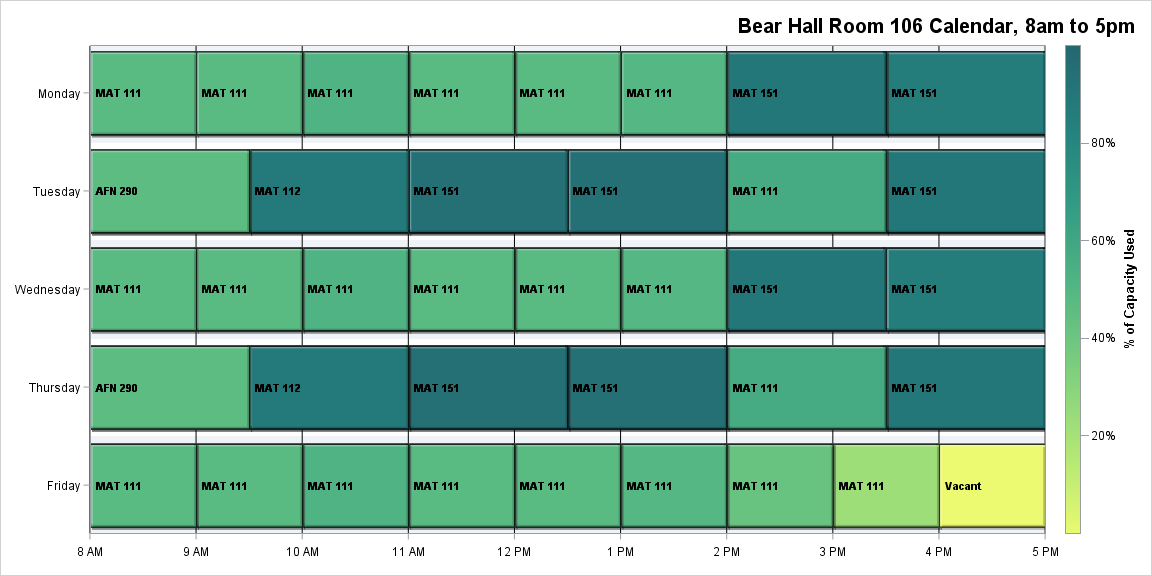 Bear Hall Room 106 Calendar, 8am to 5pm
Monday MAT 111 MAT 111 MAT 111 MAT 111 MAT 111 MAT 111 MAT 151 MAT 151
80%
Tuesday AFN 290 MAT 112 MAT 151 MAT 151 MAT 111 MAT 151
60%
Wednesday MAT 111 MAT 111 MAT 111 MAT 111 MAT 111 MAT 111 MAT 151 MAT 151
% of Capacity Used
40%
Thursday AFN 290 MAT 112 MAT 151 MAT 151 MAT 111 MAT 151
20%
Friday MAT 111 MAT 111 MAT 111 MAT 111 MAT 111 MAT 111 MAT 111 MAT 111 Vacant
8 AM 9 AM 10 AM 11 AM 12 PM 1 PM 2 PM 3 PM 4 PM 5 PM